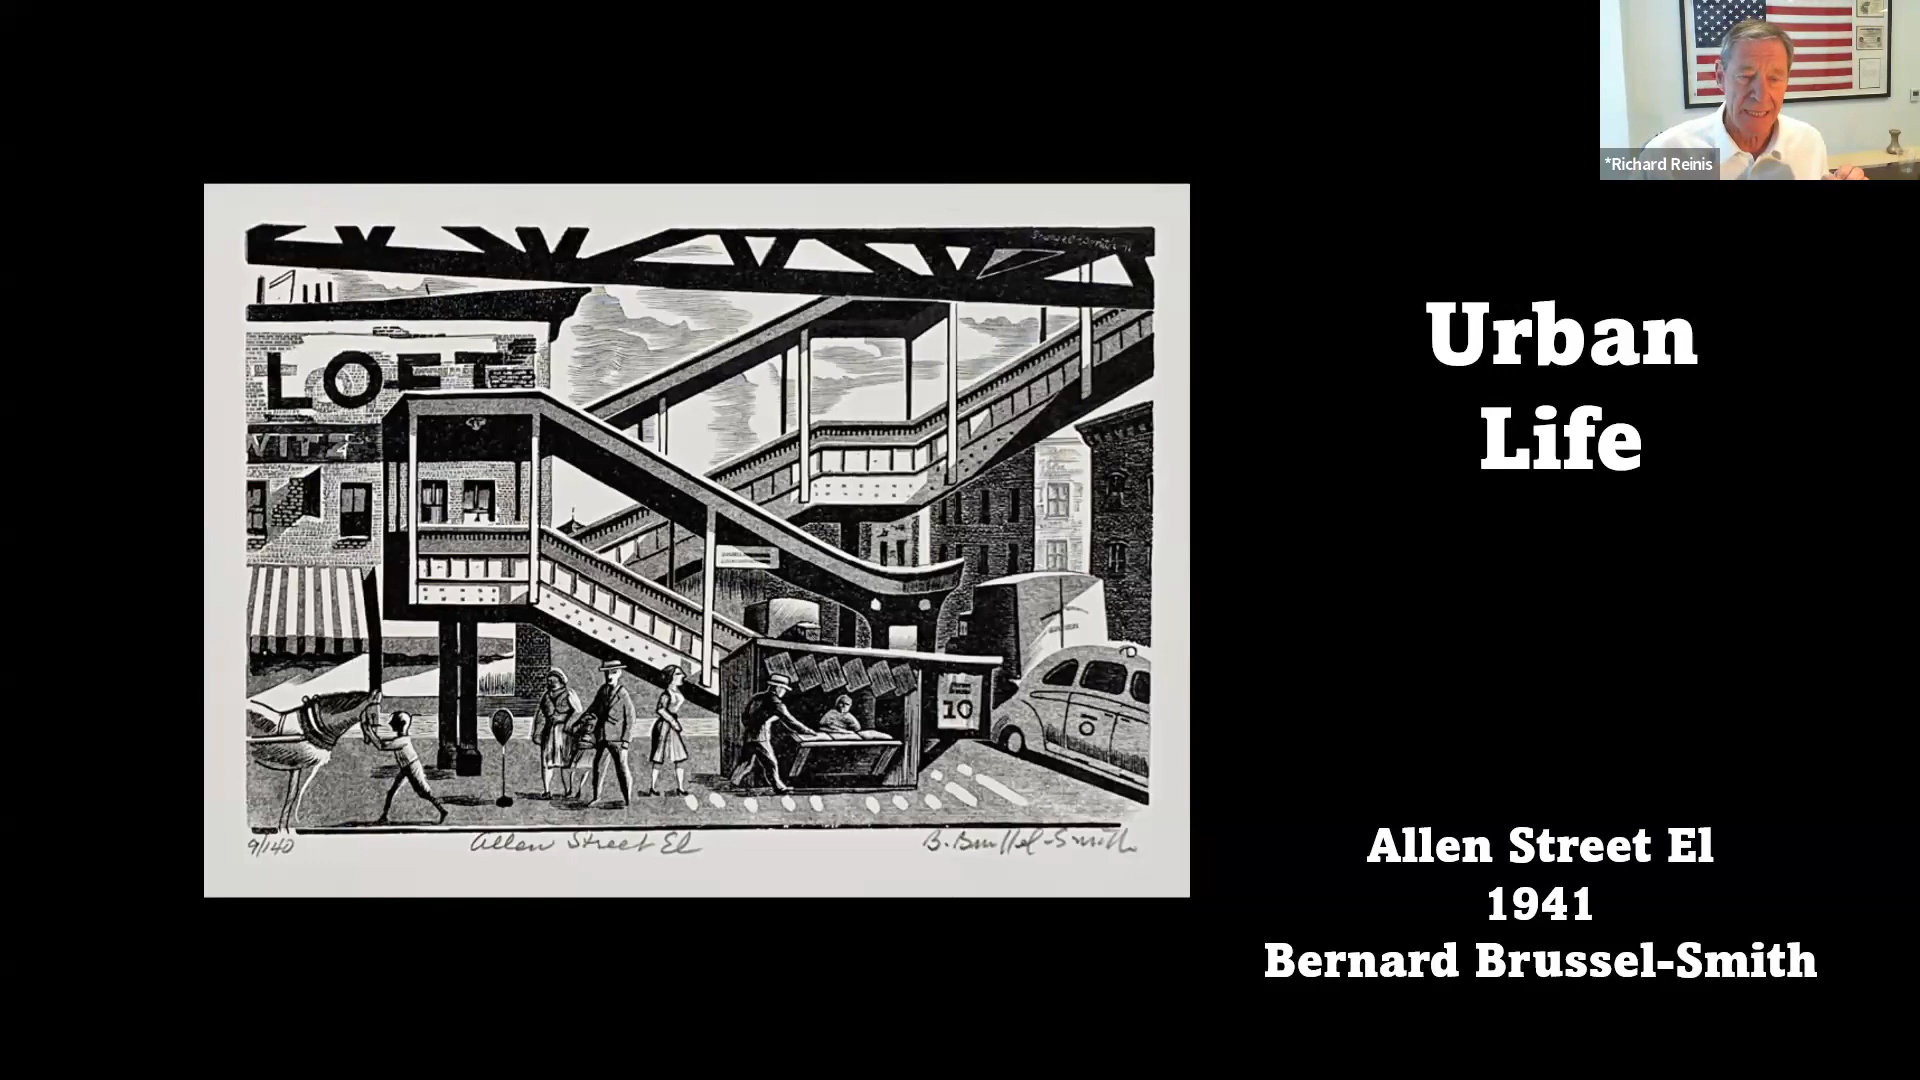 *Richard Reinis
Urban
Life
LOFT
WITZ
10
9/140 Allen Street El B. Brussel-Smith
Allen Street El
1941
Bernard Brussel-Smith